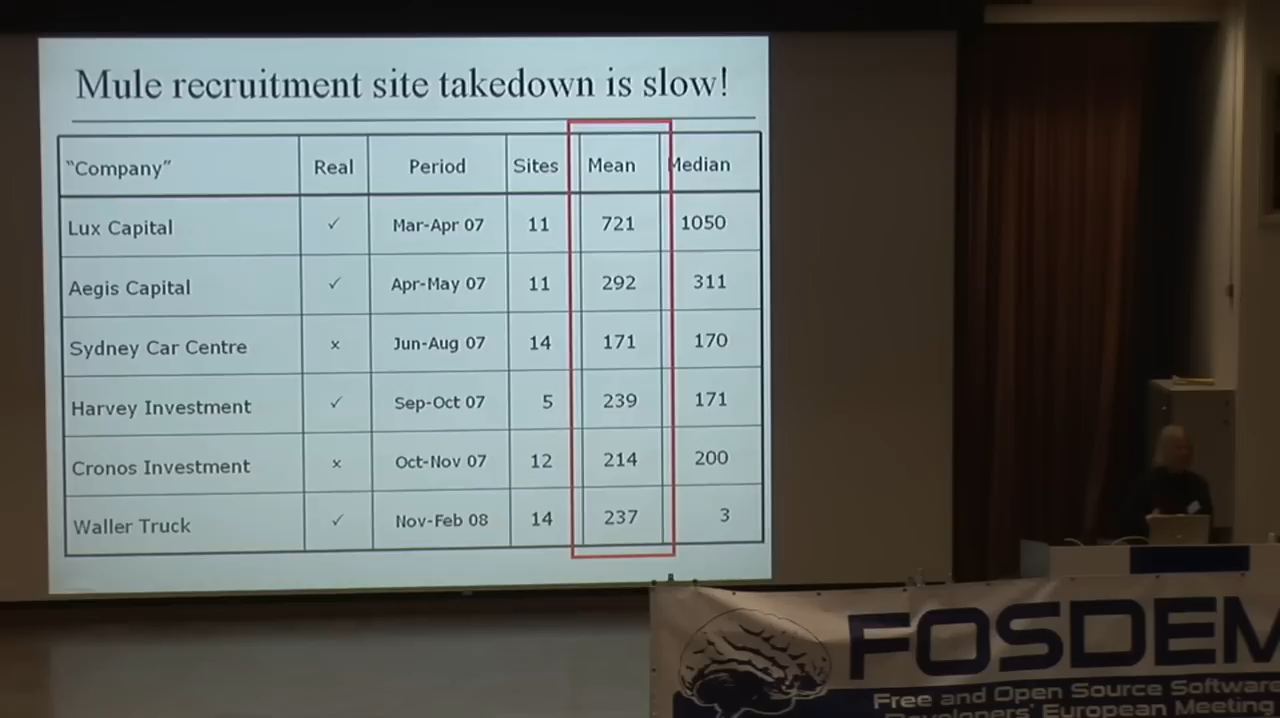 Mule recruitment site takedown is slow!
“Company” Real Period Sites Mean Median
Lux Capital ✓ Mar-Apr 07 11 721 1050
Aegis Capital ✓ Apr-May 07 11 292 311
Sydney Car Centre x Jun-Aug 07 14 171 170
Harvey Investment ✓ Sep-Oct 07 5 239 171
Cronos Investment x Oct-Nov 07 12 214 200
Waller Truck ✓ Nov-Feb 08 14 237 3
FOSDEM
Free and Open Source Software
Developers' European Meeting